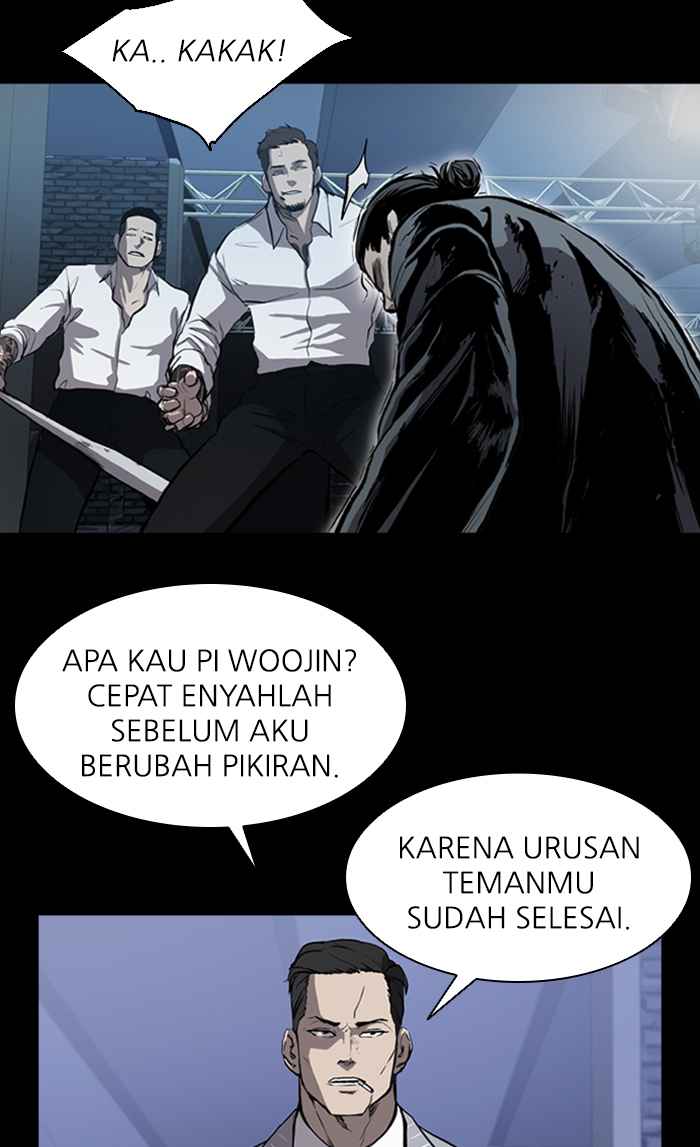 KA.. KAKAK!
APA KAU PI WOOJIN?
CEPAT ENYAHLAH
SEBELUM AKU
BERUBAH PIKIRAN.
KARENA URUSAN
TEMANMU
SUDAH SELESAI.